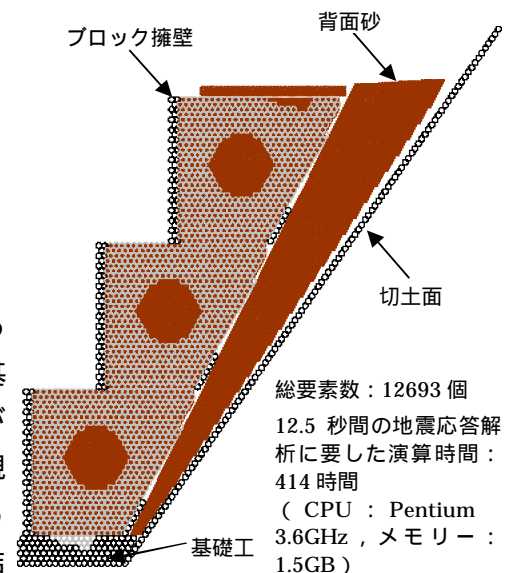 背面砂
ブロック擁壁
切土面
総要素数：12693 個
12.5 秒間の地震応答解
析に要した演算時間：
414 時間
（ CPU ： Pentium
3.6GHz ，メモリー：
1.5GB ）
基礎工